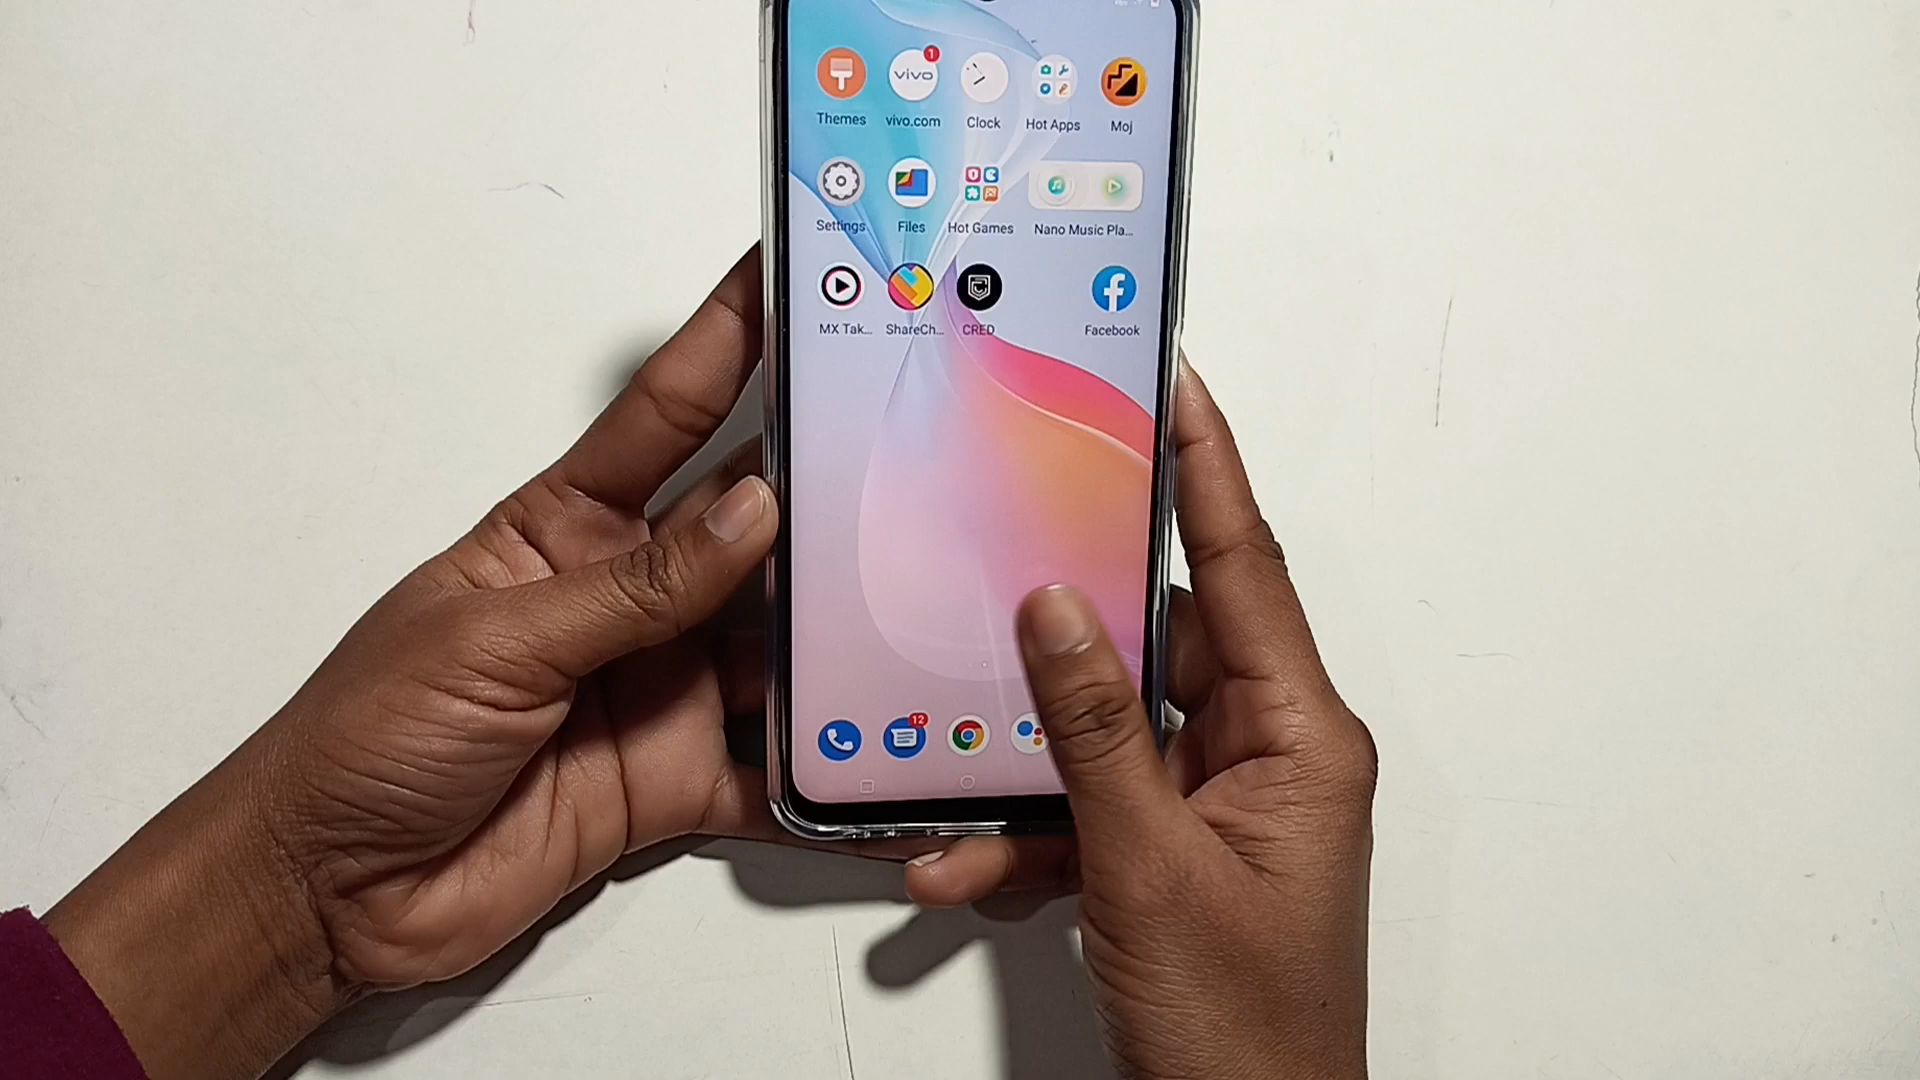 1
vivo
Themes vivo.com Clock Hot Apps Moj
Settings Files Hot Games Nano Music Pla...
MX Tak... ShareCh... CRED Facebook
12